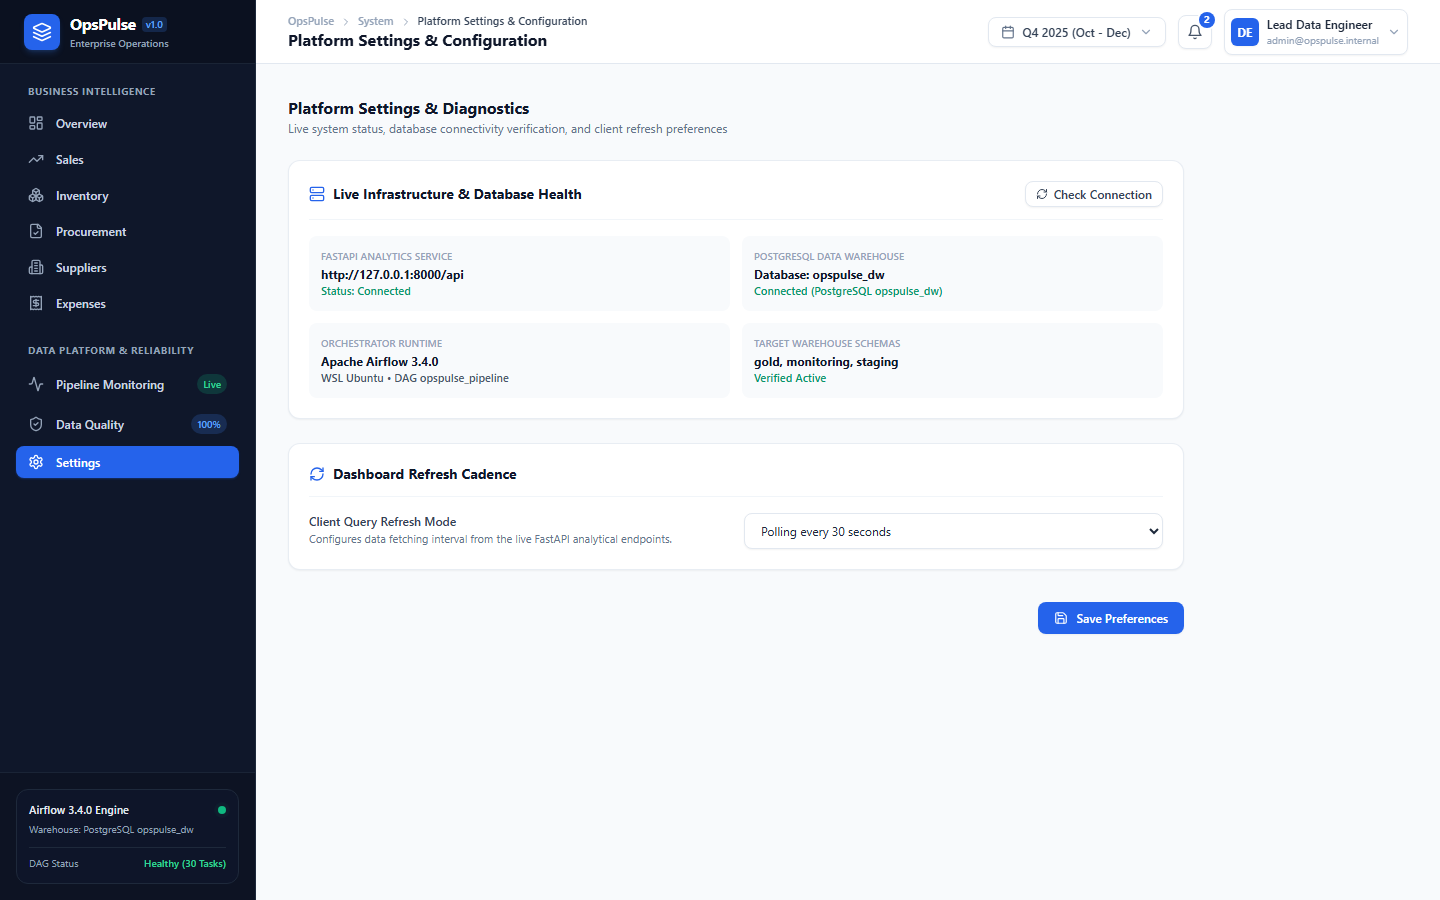 OpsPulse v1.0
Enterprise Operations
BUSINESS INTELLIGENCE
Overview
Sales
Inventory
Procurement
Suppliers
Expenses
DATA PLATFORM & RELIABILITY
Pipeline Monitoring Live
Data Quality 100%
Settings
Airflow 3.4.0 Engine
Warehouse: PostgreSQL opspulse_dw
DAG Status Healthy (30 Tasks)
OpsPulse > System > Platform Settings & Configuration
Platform Settings & Configuration
Q4 2025 (Oct - Dec)
2
DE
Lead Data Engineer
admin@opspulse.internal
Platform Settings & Diagnostics
Live system status, database connectivity verification, and client refresh preferences
Live Infrastructure & Database Health
Check Connection
FASTAPI ANALYTICS SERVICE
http://127.0.0.1:8000/api
Status: Connected
POSTGRESQL DATA WAREHOUSE
Database: opspulse_dw
Connected (PostgreSQL opspulse_dw)
ORCHESTRATOR RUNTIME
Apache Airflow 3.4.0
WSL Ubuntu • DAG opspulse_pipeline
TARGET WAREHOUSE SCHEMAS
gold, monitoring, staging
Verified Active
Dashboard Refresh Cadence
Client Query Refresh Mode
Configures data fetching interval from the live FastAPI analytical endpoints.
Polling every 30 seconds
Save Preferences